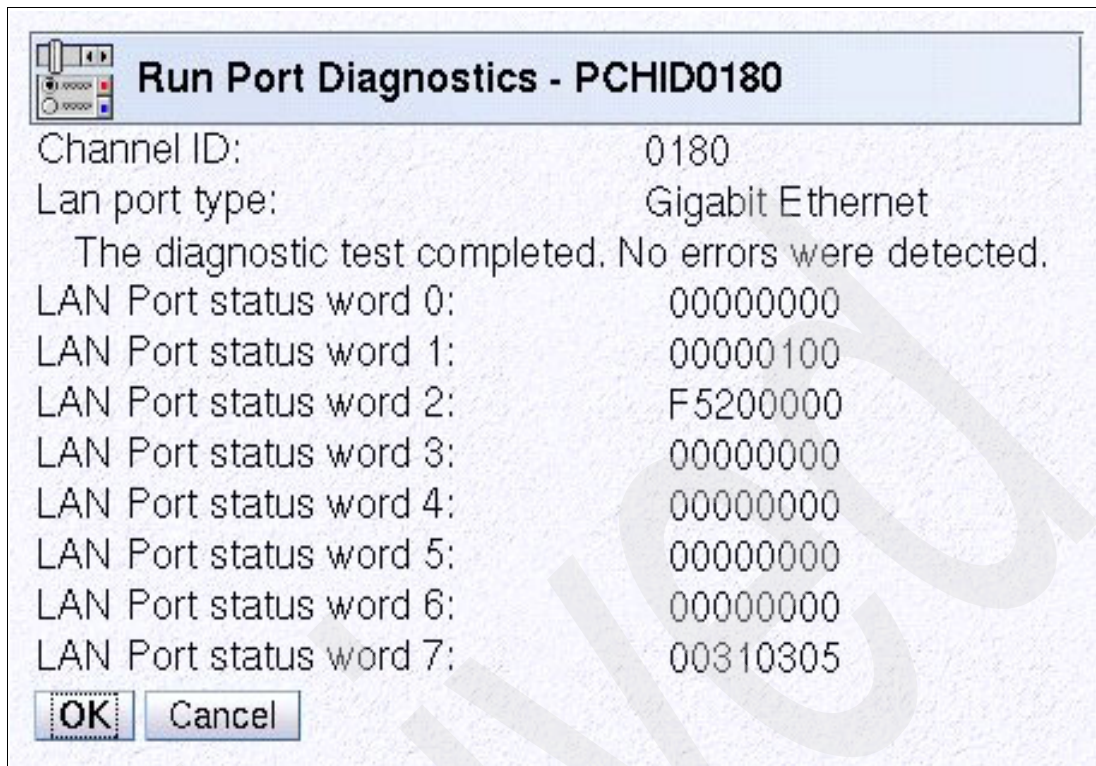 Run Port Diagnostics - PCHID0180
Channel ID: 0180
Lan port type: Gigabit Ethernet
The diagnostic test completed. No errors were detected.
LAN Port status word 0: 00000000
LAN Port status word 1: 00000100
LAN Port status word 2: F5200000
LAN Port status word 3: 00000000
LAN Port status word 4: 00000000
LAN Port status word 5: 00000000
LAN Port status word 6: 00000000
LAN Port status word 7: 00310305
OK Cancel